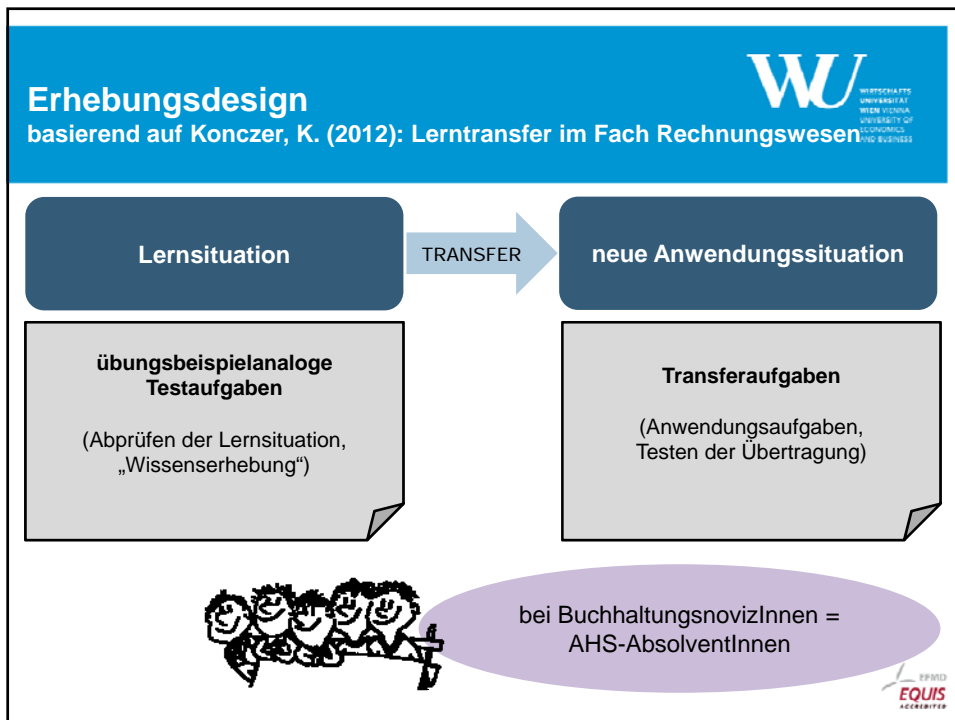 Erhebungsdesign
basierend auf Konczer, K. (2012): Lerntransfer im Fach Rechnungswesen
WU
WIRTSCHAFTS
UNIVERSITÄT
WIEN VIENNA
UNIVERSITY OF
ECONOMICS
AND BUSINESS
Lernsituation
TRANSFER
neue Anwendungssituation
übungsbeispielanaloge
Testaufgaben
(Abprüfen der Lernsituation,
„Wissenserhebung“)
Transferaufgaben
(Anwendungsaufgaben,
Testen der Übertragung)
bei BuchhaltungsnovizInnen =
AHS-AbsolventInnen
EFMD
EQUIS
ACCREDITED